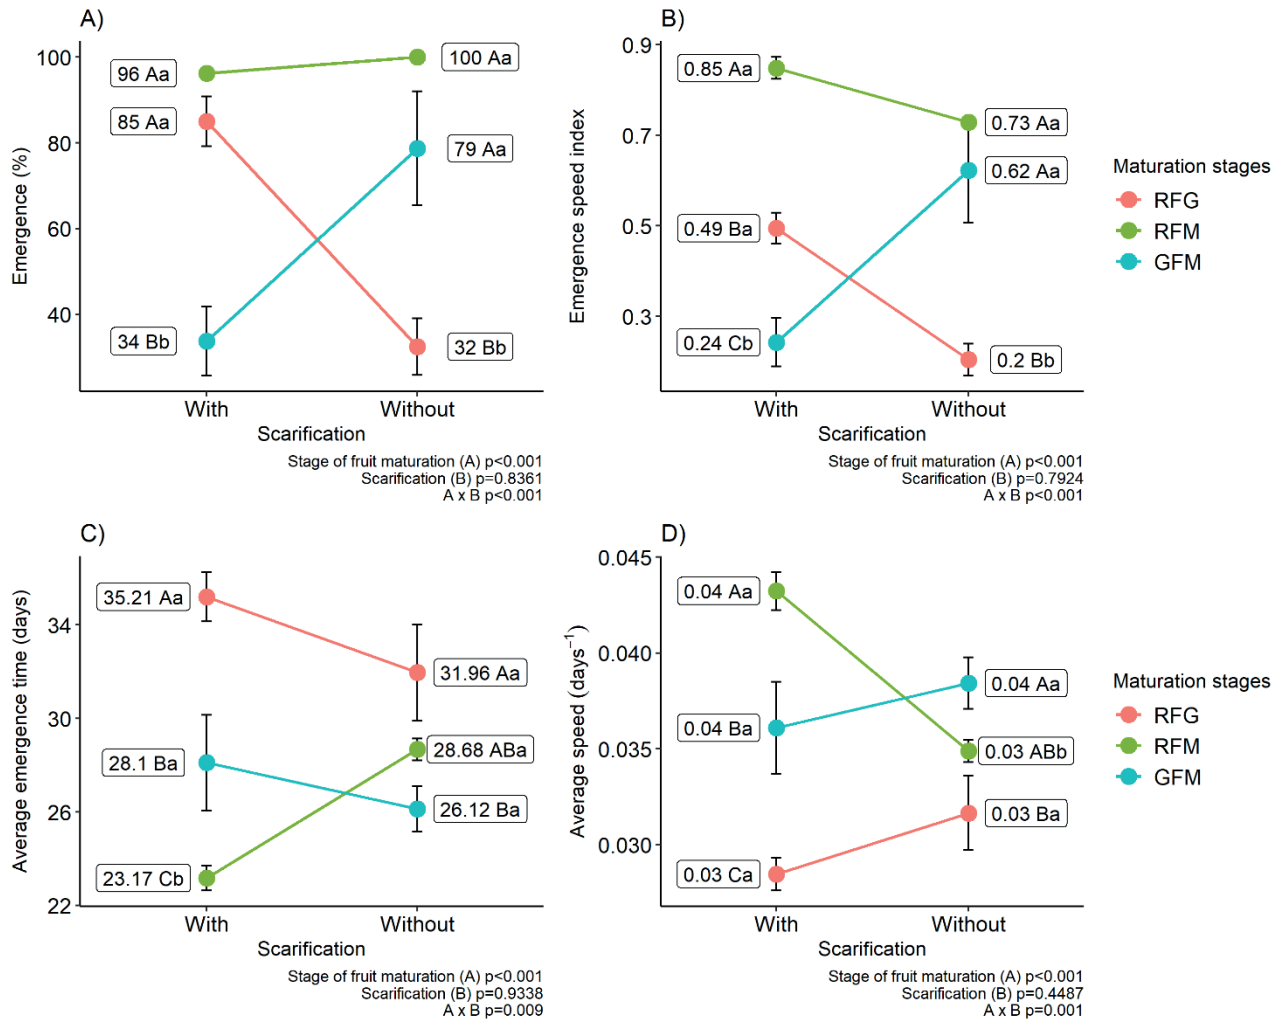 A)
Emergence (%)
100
80
60
40
96 Aa
100 Aa
85 Aa
79 Aa
34 Bb
32 Bb
With
Without
Scarification
Stage of fruit maturation (A) p<0.001
Scarification (B) p=0.8361
A x B p<0.001
B)
Emergence speed index
0.9
0.7
0.5
0.3
0.85 Aa
0.73 Aa
0.62 Aa
0.49 Ba
0.24 Cb
0.2 Bb
With
Without
Scarification
Stage of fruit maturation (A) p<0.001
Scarification (B) p=0.7924
A x B p<0.001
Maturation stages
RFG
RFM
GFM
C)
Average emergence time (days)
34
30
26
22
35.21 Aa
31.96 Aa
28.68 ABa
28.1 Ba
26.12 Ba
23.17 Cb
With
Without
Scarification
Stage of fruit maturation (A) p<0.001
Scarification (B) p=0.9338
A x B p=0.009
D)
Average speed (days⁻¹)
0.045
0.040
0.035
0.030
0.04 Aa
0.04 Aa
0.04 Ba
0.03 ABb
0.03 Ba
0.03 Ca
With
Without
Scarification
Stage of fruit maturation (A) p<0.001
Scarification (B) p=0.4487
A x B p=0.001
Maturation stages
RFG
RFM
GFM